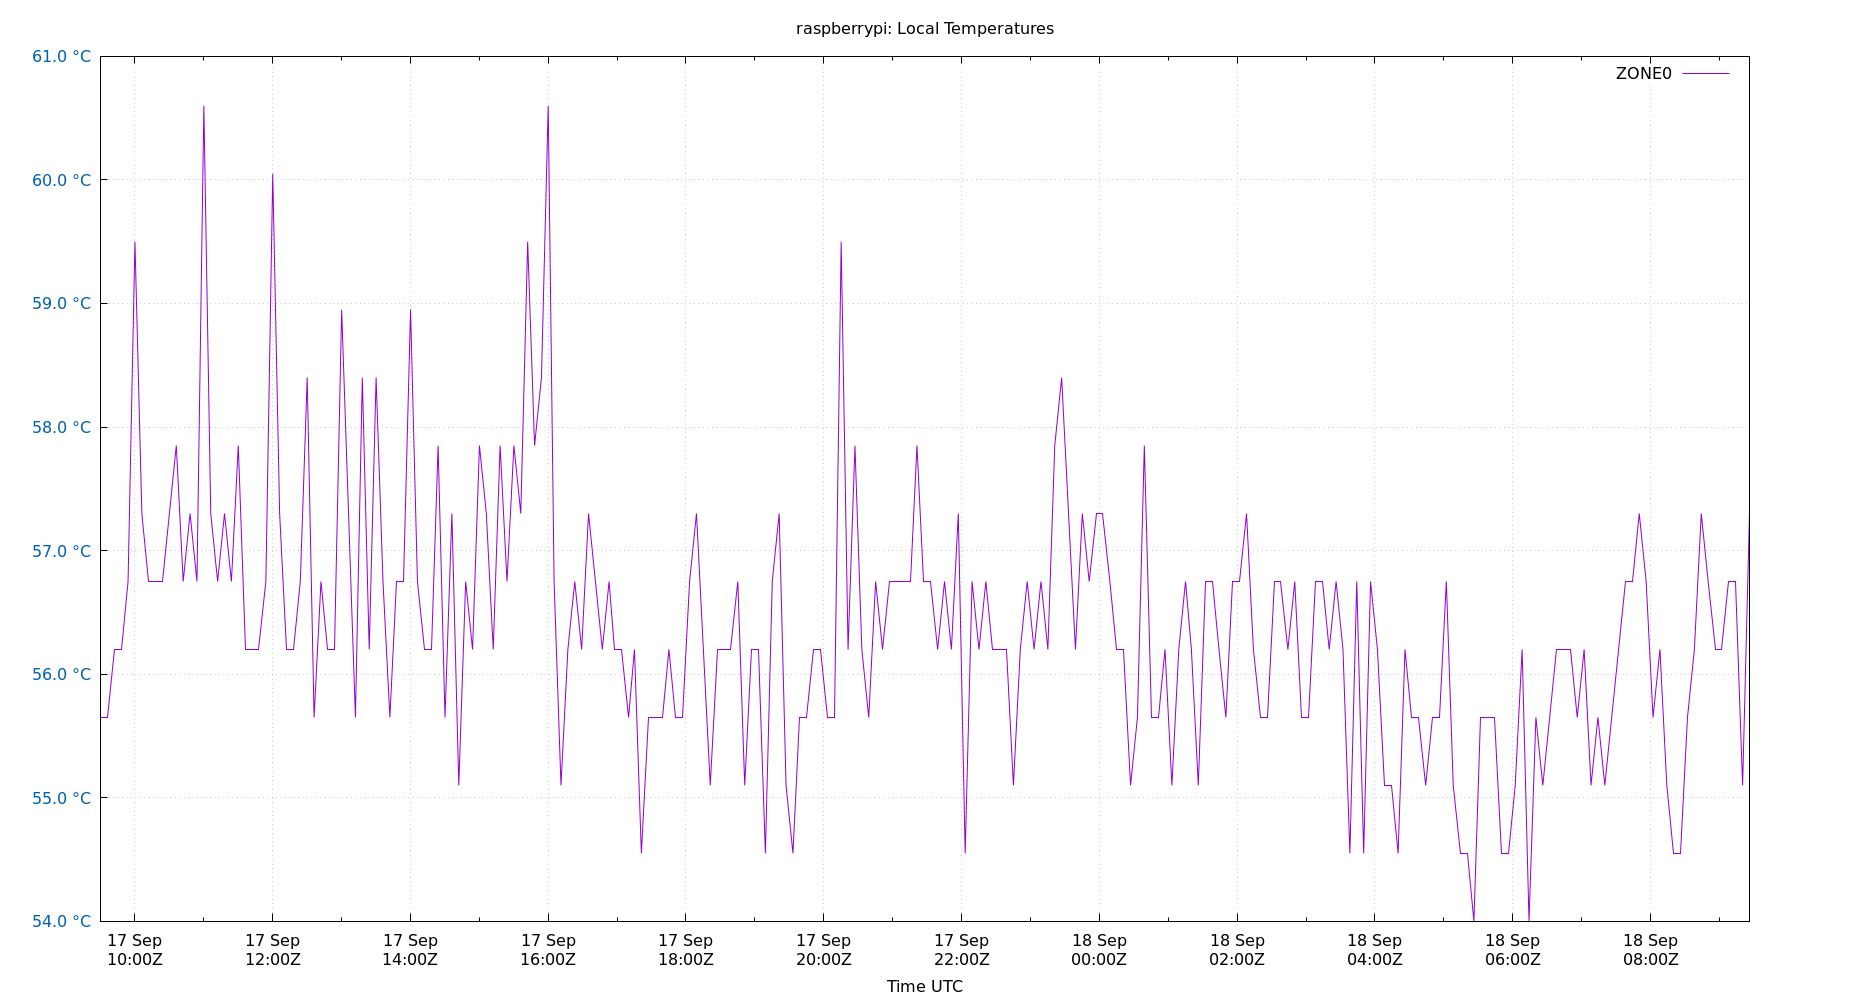 raspberrypi: Local Temperatures
61.0 °C
ZONE0
60.0 °C
59.0 °C
58.0 °C
57.0 °C
56.0 °C
55.0 °C
54.0 °C
17 Sep 17 Sep 17 Sep 17 Sep 17 Sep 17 Sep 17 Sep 18 Sep 18 Sep 18 Sep 18 Sep 18 Sep
10:00Z 12:00Z 14:00Z 16:00Z 18:00Z 20:00Z 22:00Z 00:00Z 02:00Z 04:00Z 06:00Z 08:00Z
Time UTC